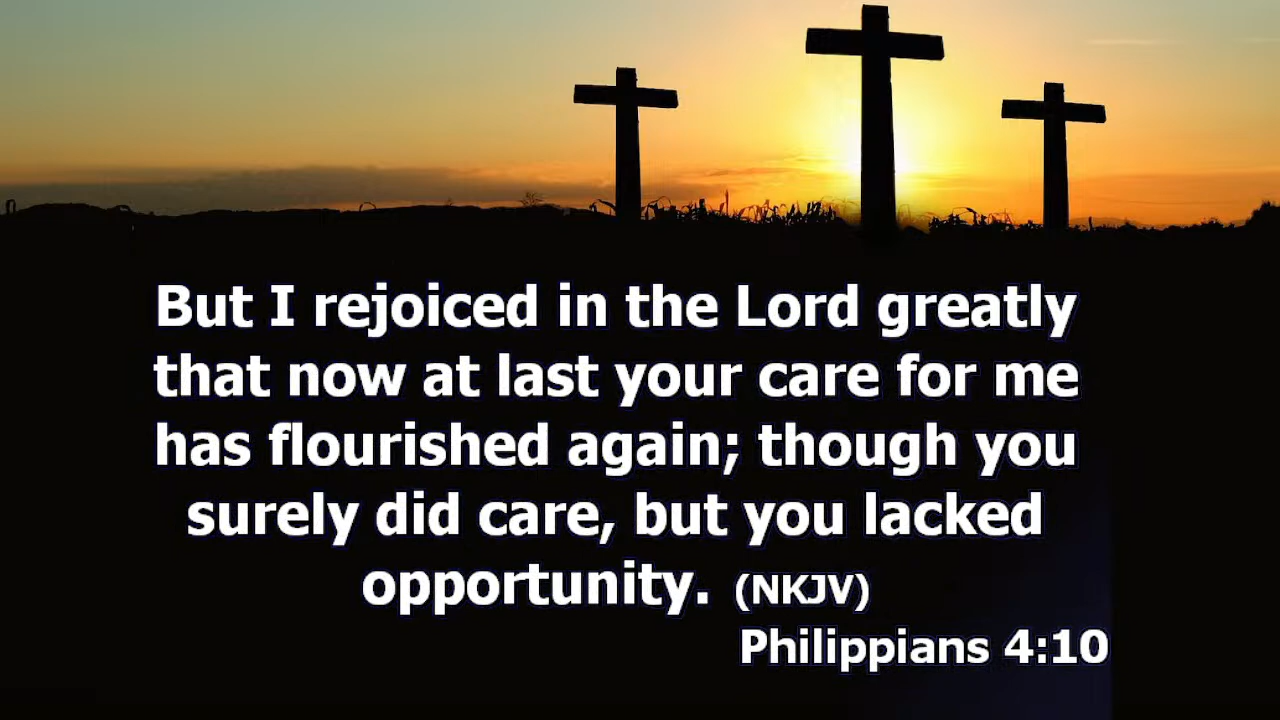 But I rejoiced in the Lord greatly
that now at last your care for me
has flourished again; though you
surely did care, but you lacked
opportunity. (NKJV)
Philippians 4:10